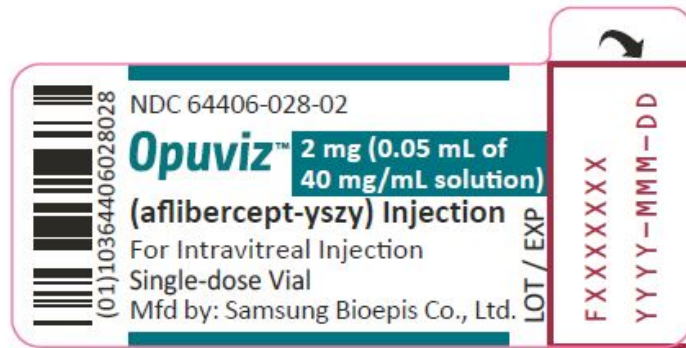 NDC 64406-028-02
Opuviz™ 2 mg (0.05 mL of
40 mg/mL solution)
(aflibercept-yszy) Injection
For Intravitreal Injection
Single-dose Vial
Mfd by: Samsung Bioepis Co., Ltd.
(01)10364406028028
LOT / EXP
FXXXXXXX
YYYY-MMM-DD